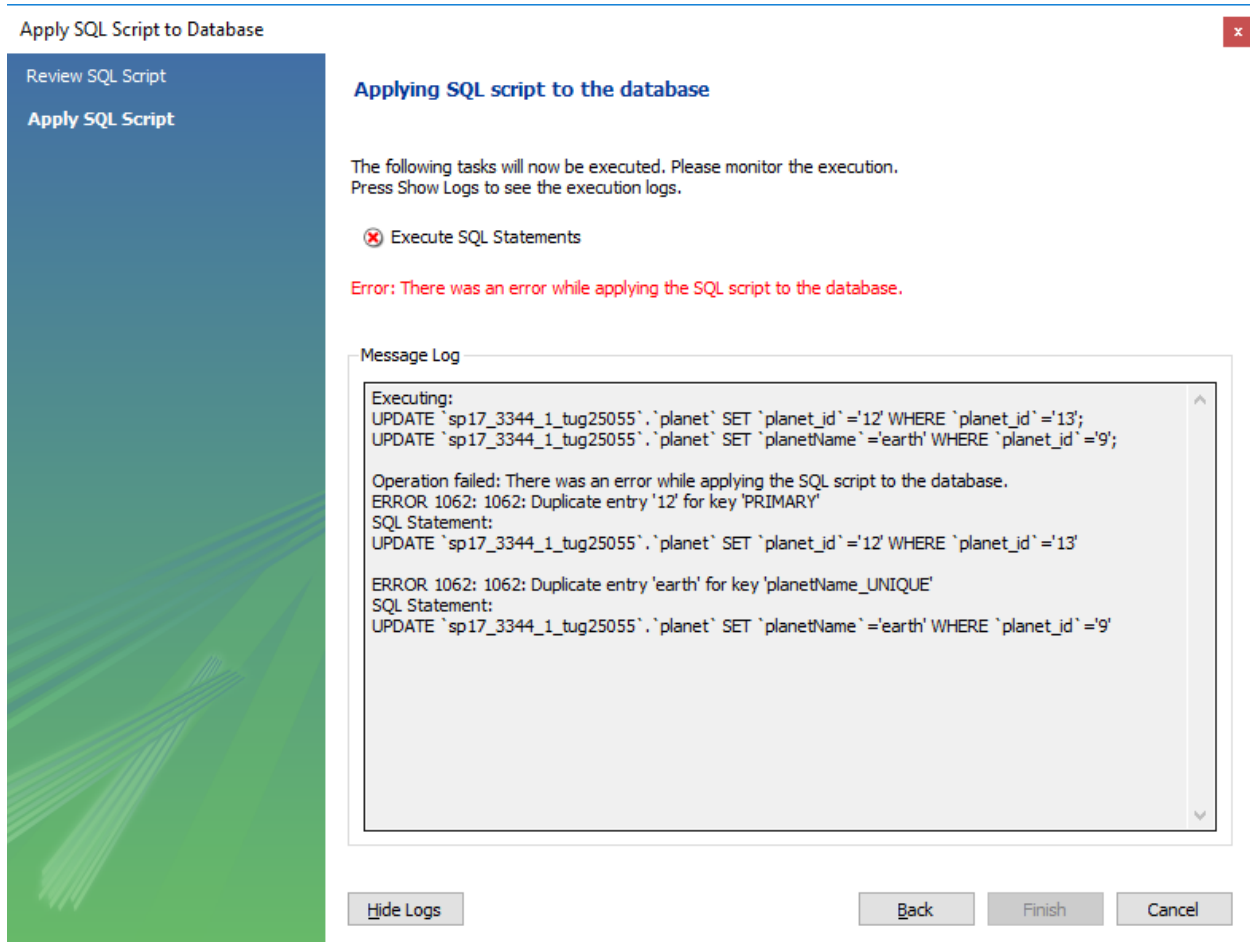 Apply SQL Script to Database
x
Review SQL Script
Apply SQL Script
Applying SQL script to the database
The following tasks will now be executed. Please monitor the execution.
Press Show Logs to see the execution logs.
Execute SQL Statements
Error: There was an error while applying the SQL script to the database.
Message Log
Executing:
UPDATE `sp17_3344_1_tug25055`.`planet` SET `planet_id`='12' WHERE `planet_id`='13';
UPDATE `sp17_3344_1_tug25055`.`planet` SET `planetName`='earth' WHERE `planet_id`='9';
Operation failed: There was an error while applying the SQL script to the database.
ERROR 1062: 1062: Duplicate entry '12' for key 'PRIMARY'
SQL Statement:
UPDATE `sp17_3344_1_tug25055`.`planet` SET `planet_id`='12' WHERE `planet_id`='13'
ERROR 1062: 1062: Duplicate entry 'earth' for key 'planetName_UNIQUE'
SQL Statement:
UPDATE `sp17_3344_1_tug25055`.`planet` SET `planetName`='earth' WHERE `planet_id`='9'
Hide Logs
Back
Finish
Cancel